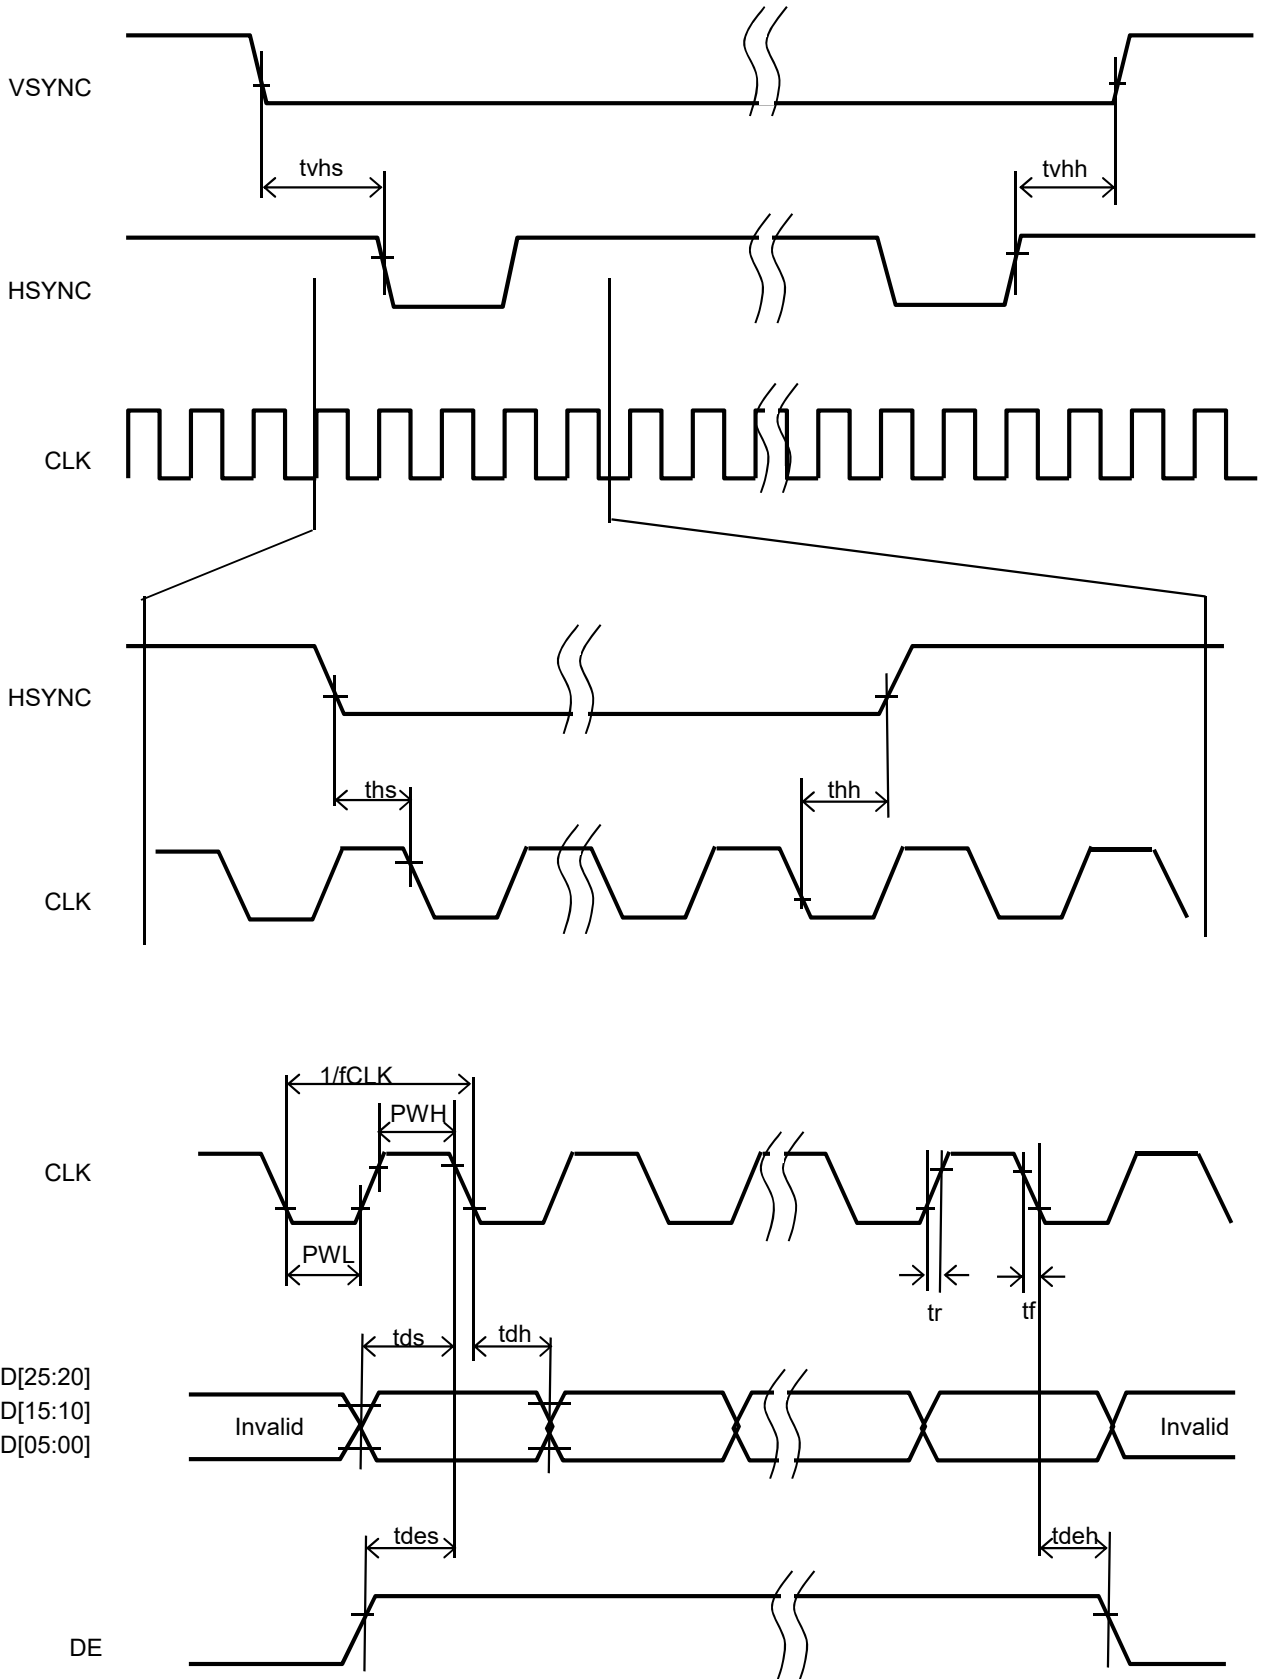 VSYNC
tvhs
tvhh
HSYNC
CLK
HSYNC
ths
thh
CLK
1/fCLK
PWH
CLK
PWL
tr
tf
tds
tdh
D[25:20]
D[15:10]
D[05:00]
Invalid
Invalid
tdes
tdeh
DE